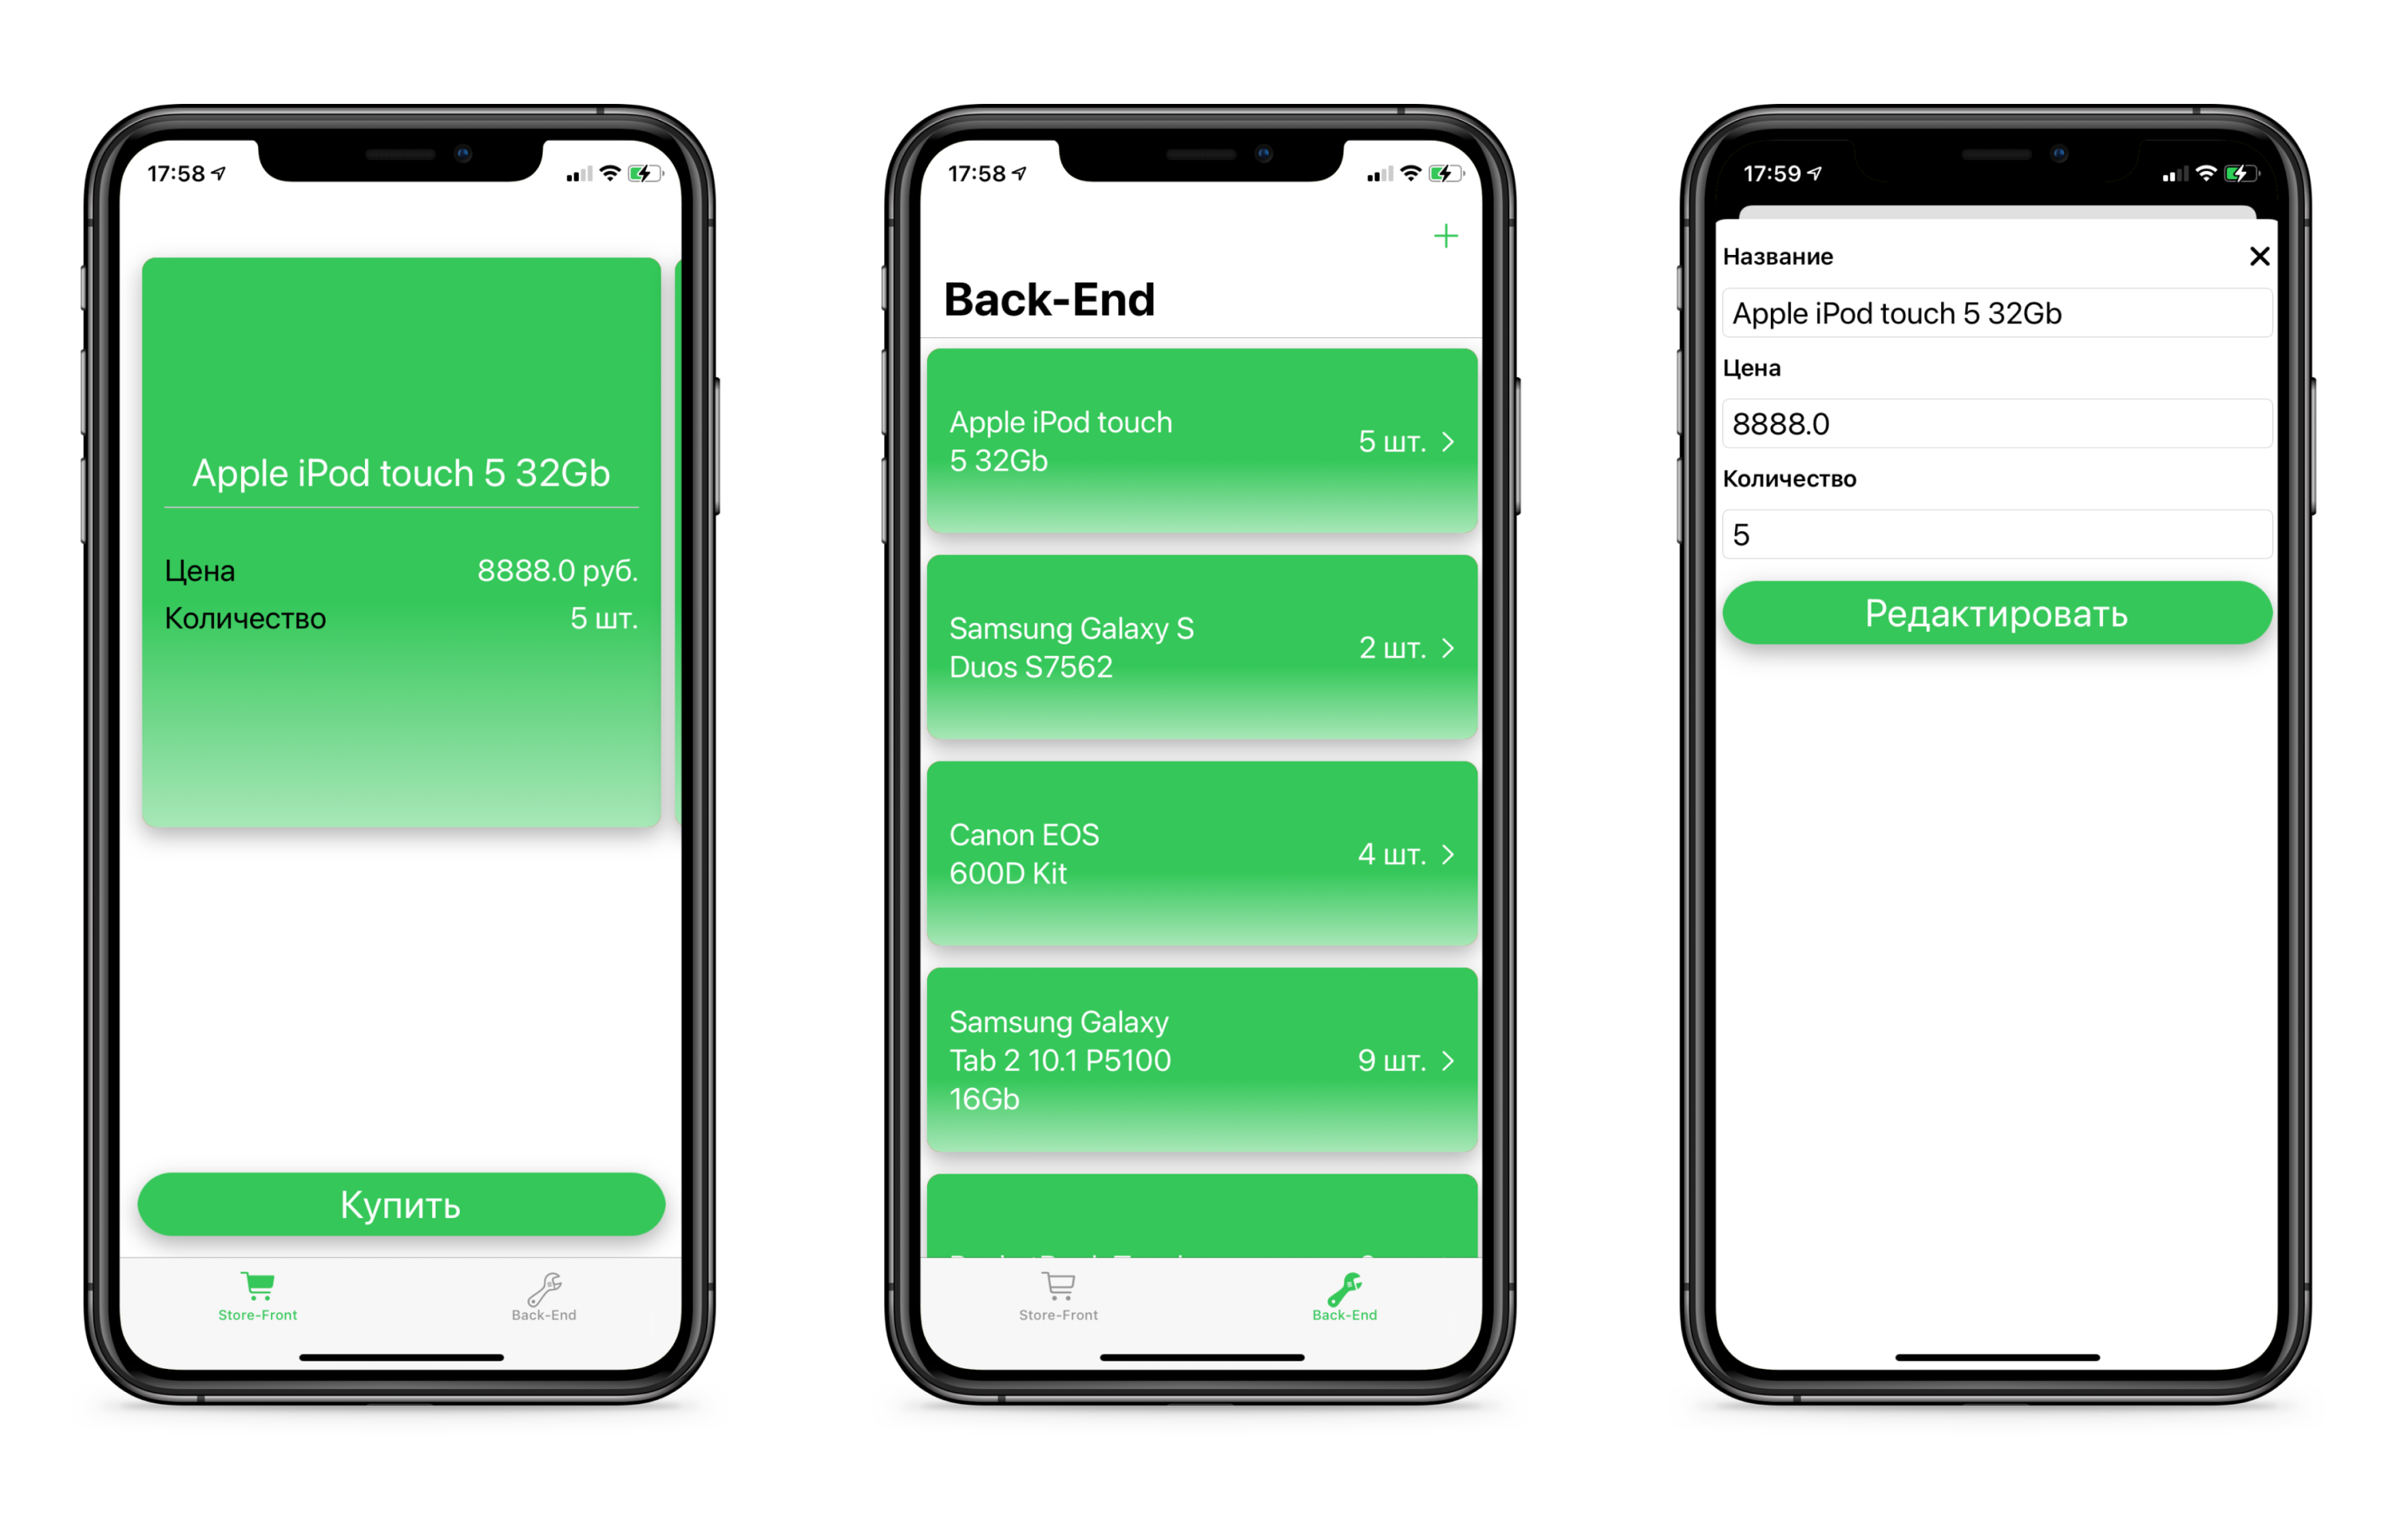 17:58
Apple iPod touch 5 32Gb
Цена 8888.0 руб.
Количество 5 шт.
Купить
Store-Front Back-End
17:58
+
Back-End
Apple iPod touch
5 32Gb
5 шт.
Samsung Galaxy S
Duos S7562
2 шт.
Canon EOS
600D Kit
4 шт.
Samsung Galaxy
Tab 2 10.1 P5100
16Gb
9 шт.
Store-Front Back-End
17:59
Название
Apple iPod touch 5 32Gb
Цена
8888.0
Количество
5
Редактировать